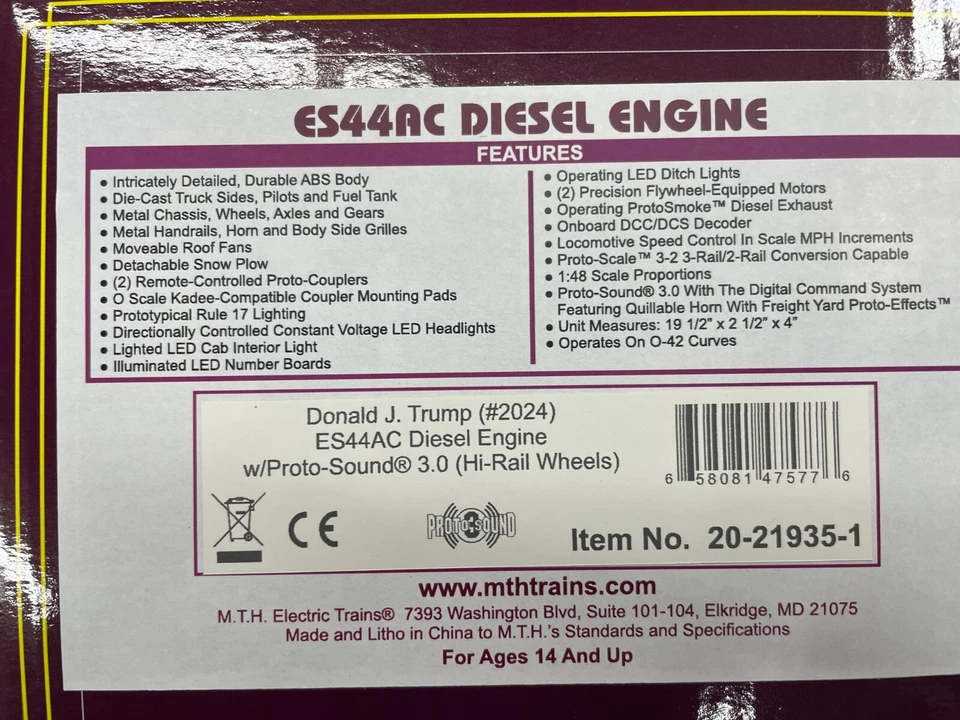 ES44AC DIESEL ENGINE
FEATURES
• Intricately Detailed, Durable ABS Body
• Die-Cast Truck Sides, Pilots and Fuel Tank
• Metal Chassis, Wheels, Axles and Gears
• Metal Handrails, Horn and Body Side Grilles
• Moveable Roof Fans
• Detachable Snow Plow
• (2) Remote-Controlled Proto-Couplers
• O Scale Kadee-Compatible Coupler Mounting Pads
• Prototypical Rule 17 Lighting
• Directionally Controlled Constant Voltage LED Headlights
• Lighted LED Cab Interior Light
• Illuminated LED Number Boards
• Operating LED Ditch Lights
• (2) Precision Flywheel-Equipped Motors
• Operating ProtoSmoke™ Diesel Exhaust
• Onboard DCC/DCS Decoder
• Locomotive Speed Control In Scale MPH Increments
• Proto-Scale™ 3-2 3-Rail/2-Rail Conversion Capable
• 1:48 Scale Proportions
• Proto-Sound® 3.0 With The Digital Command System
Featuring Quillable Horn With Freight Yard Proto-Effects™
• Unit Measures: 19 1/2" x 2 1/2" x 4"
• Operates On O-42 Curves
Donald J. Trump (#2024)
ES44AC Diesel Engine
w/Proto-Sound® 3.0 (Hi-Rail Wheels)
6 58081 47577 6
CE
PROTO 3 SOUND
Item No. 20-21935-1
www.mthtrains.com
M.T.H. Electric Trains® 7393 Washington Blvd, Suite 101-104, Elkridge, MD 21075
Made and Litho in China to M.T.H.'s Standards and Specifications
For Ages 14 And Up